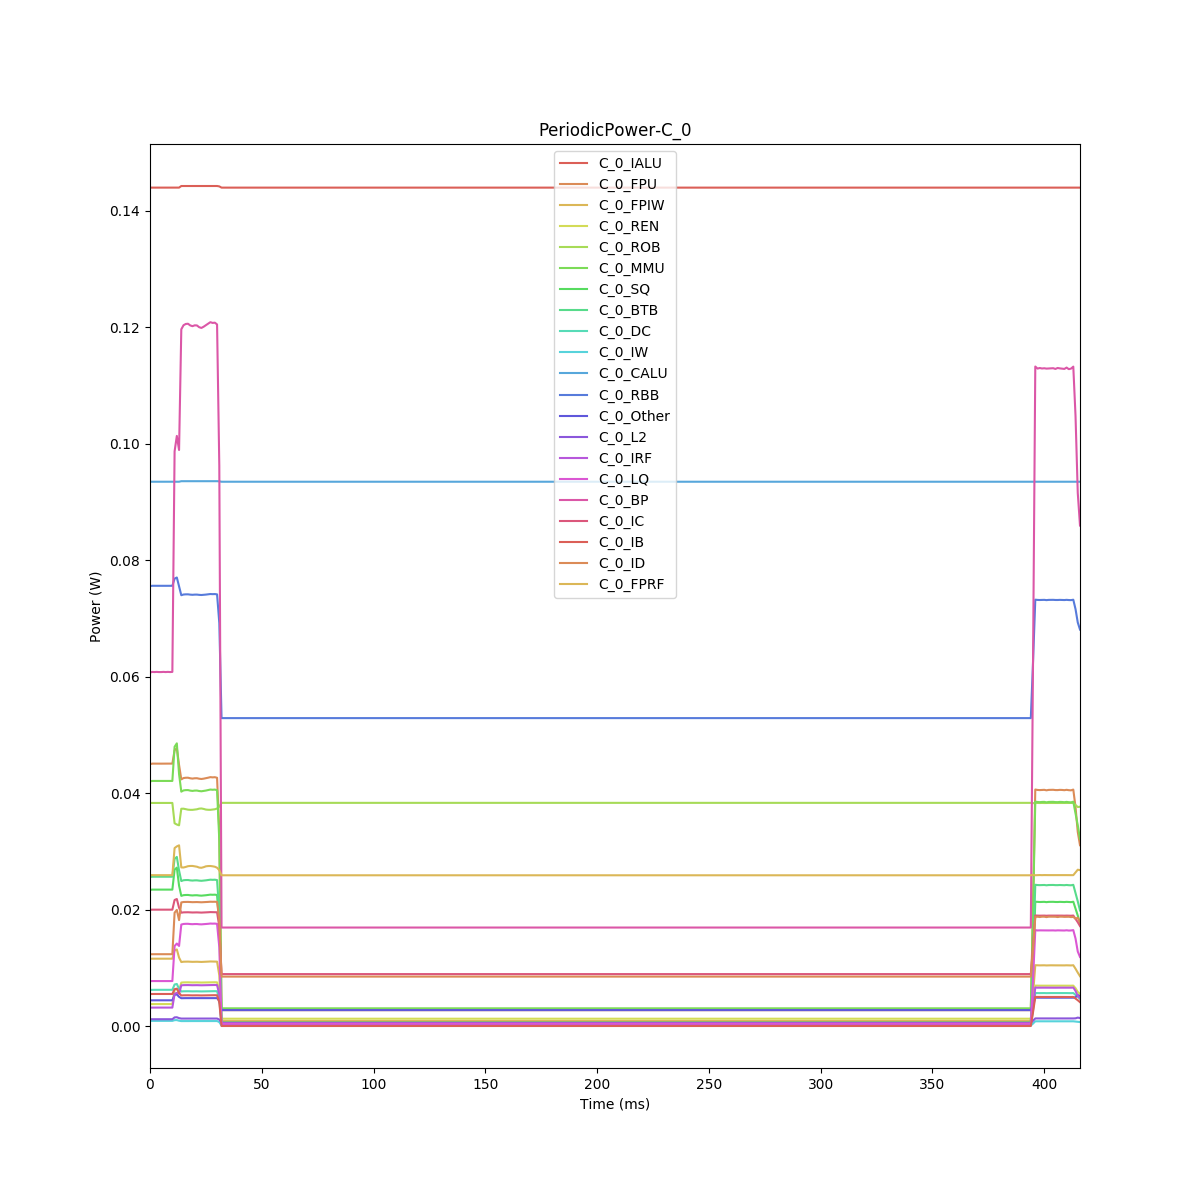 PeriodicPower-C_0
C_0_IALU
C_0_FPU
C_0_FPIW
C_0_REN
C_0_ROB
C_0_MMU
C_0_SQ
C_0_BTB
C_0_DC
C_0_IW
C_0_CALU
C_0_RBB
C_0_Other
C_0_L2
C_0_IRF
C_0_LQ
C_0_BP
C_0_IC
C_0_IB
C_0_ID
C_0_FPRF
Power (W)
0.14
0.12
0.10
0.08
0.06
0.04
0.02
0.00
0 50 100 150 200 250 300 350 400
Time (ms)